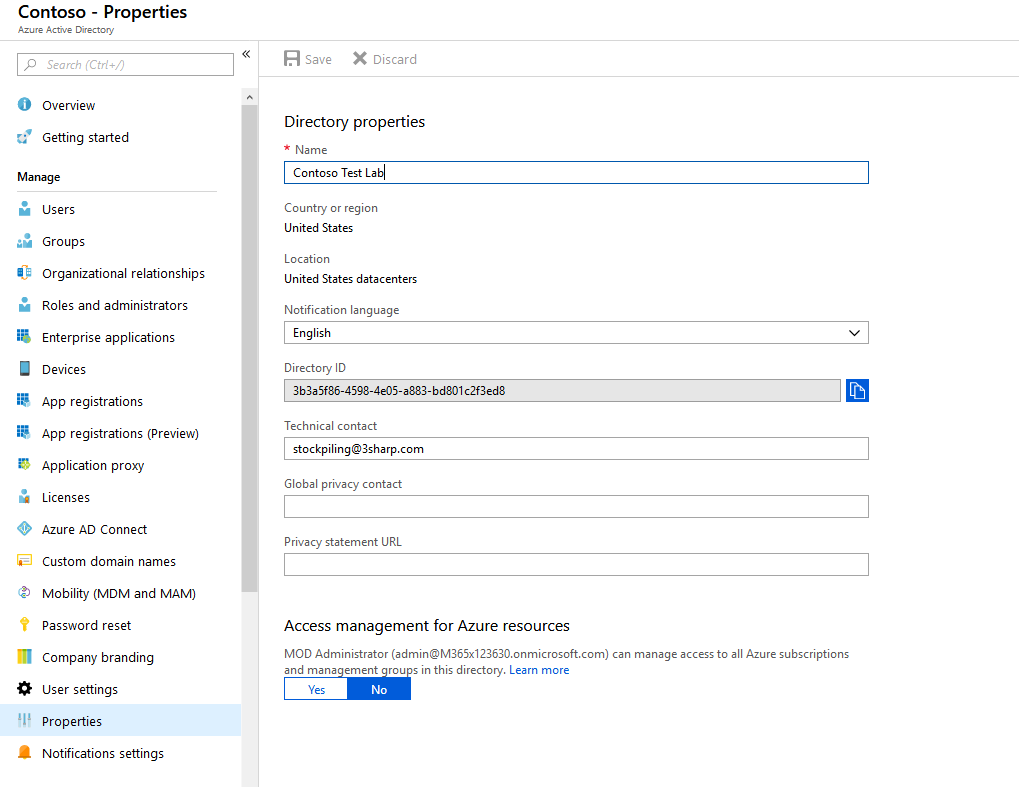 Contoso - Properties
Azure Active Directory
Search (Ctrl+/)
«
Overview
Getting started
Manage
Users
Groups
Organizational relationships
Roles and administrators
Enterprise applications
Devices
App registrations
App registrations (Preview)
Application proxy
Licenses
Azure AD Connect
Custom domain names
Mobility (MDM and MAM)
Password reset
Company branding
User settings
Properties
Notifications settings
Save Discard
Directory properties
* Name
Contoso Test Lab
Country or region
United States
Location
United States datacenters
Notification language
English
Directory ID
3b3a5f86-4598-4e05-a883-bd801c2f3ed8
Technical contact
stockpiling@3sharp.com
Global privacy contact
Privacy statement URL
Access management for Azure resources
MOD Administrator (admin@M365x123630.onmicrosoft.com) can manage access to all Azure subscriptions
and management groups in this directory. Learn more
Yes No